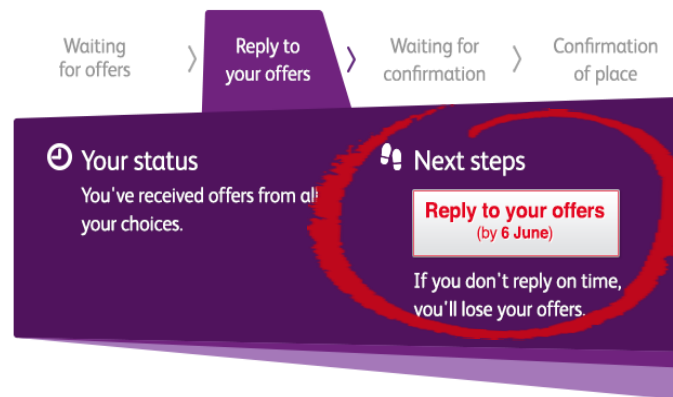 Waiting
for offers
Reply to
your offers
Waiting for
confirmation
Confirmation
of place
Your status
You've received offers from all
your choices.
Next steps
Reply to your offers
(by 6 June)
If you don't reply on time,
you'll lose your offers.